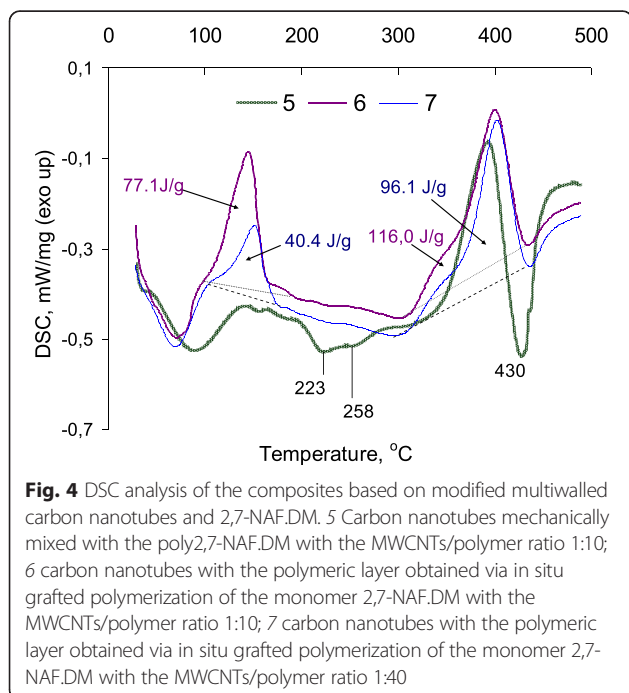 0 100 200 300 400 500
0,1
-0,1
-0,3
-0,5
-0,7
DSC, mW/mg (exo up)
5 6 7
77.1J/g
40.4 J/g
96.1 J/g
116,0 J/g
223
258
430
Temperature, °C
Fig. 4 DSC analysis of the composites based on modified multiwalled
carbon nanotubes and 2,7-NAF.DM. 5 Carbon nanotubes mechanically
mixed with the poly2,7-NAF.DM with the MWCNTs/polymer ratio 1:10;
6 carbon nanotubes with the polymeric layer obtained via in situ
grafted polymerization of the monomer 2,7-NAF.DM with the
MWCNTs/polymer ratio 1:10; 7 carbon nanotubes with the polymeric
layer obtained via in situ grafted polymerization of the monomer 2,7-
NAF.DM with the MWCNTs/polymer ratio 1:40